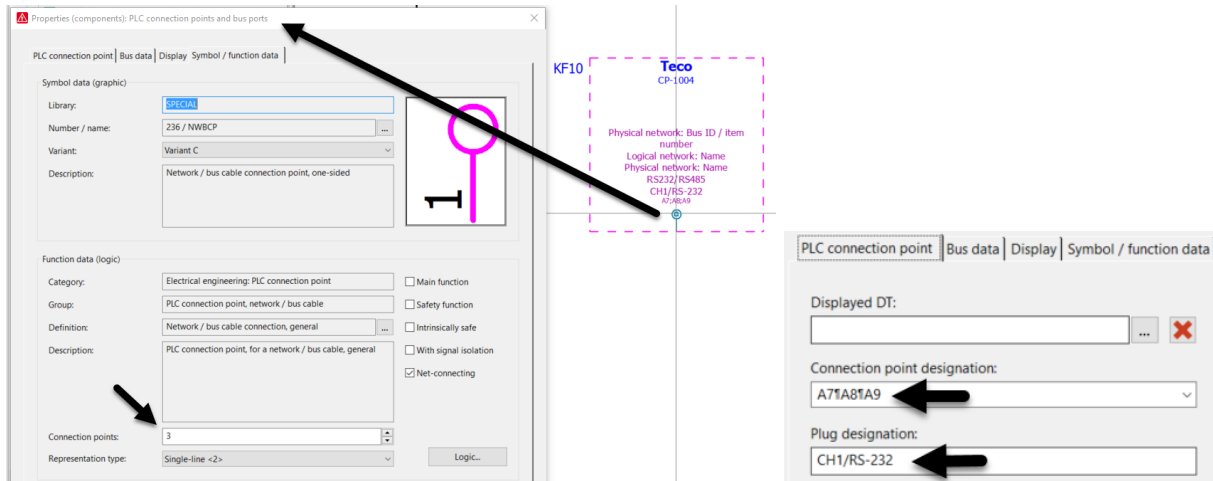 Properties (components): PLC connection points and bus ports
PLC connection point Bus data Display Symbol / function data
Symbol data (graphic)
Library: SPECIAL
Number / name: 236 / NWBCP ...
Variant: Variant C
Description: Network / bus cable connection point, one-sided
1
Function data (logic)
Category: Electrical engineering: PLC connection point Main function
Group: PLC connection point, network / bus cable Safety function
Definition: Network / bus cable connection, general ... Intrinsically safe
Description: PLC connection point, for a network / bus cable, general With signal isolation
Net-connecting
Connection points: 3
Representation type: Single-line <2> Logic...
KF10
Teco
CP-1004
Physical network: Bus ID / item
number
Logical network: Name
Physical network: Name
RS232/RS485
CH1/RS-232
A7;A8;A9
PLC connection point Bus data Display Symbol / function data
Displayed DT:
...
Connection point designation:
A7¶A8¶A9
Plug designation:
CH1/RS-232